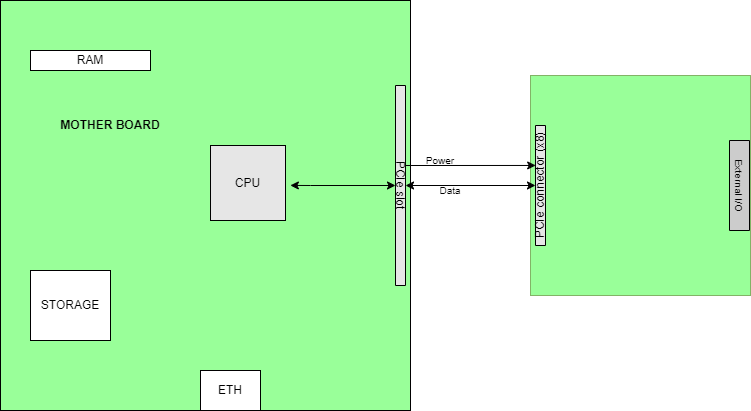 RAM
MOTHER BOARD
CPU
PCIe slot
Power
Data
PCIe connector (x8)
External I/O
STORAGE
ETH